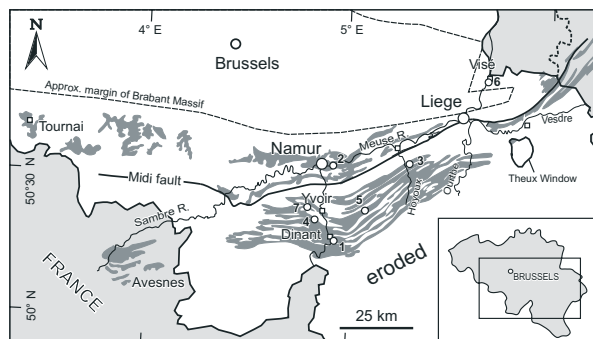 N
4° E
5° E
Brussels
Visé
6
Approx. margin of Brabant Massif
Liege
Tournai
Vesdre
Meuse R.
Namur
2
3
Theux Window
50°30 N
Midi fault
Yvoir
Hoyoux
Ourthe
Sambre R.
7
5
4
Dinant
1
FRANCE
Avesnes
eroded
BRUSSELS
50° N
25 km